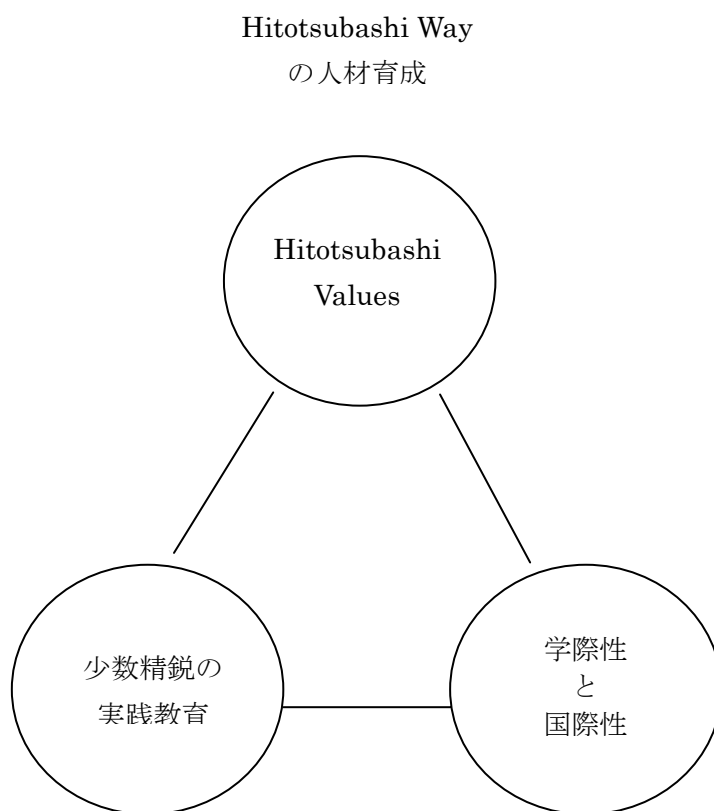 Hitotsubashi Way
の人材育成
Hitotsubashi
Values
少数精鋭の
実践教育
学際性
と
国際性